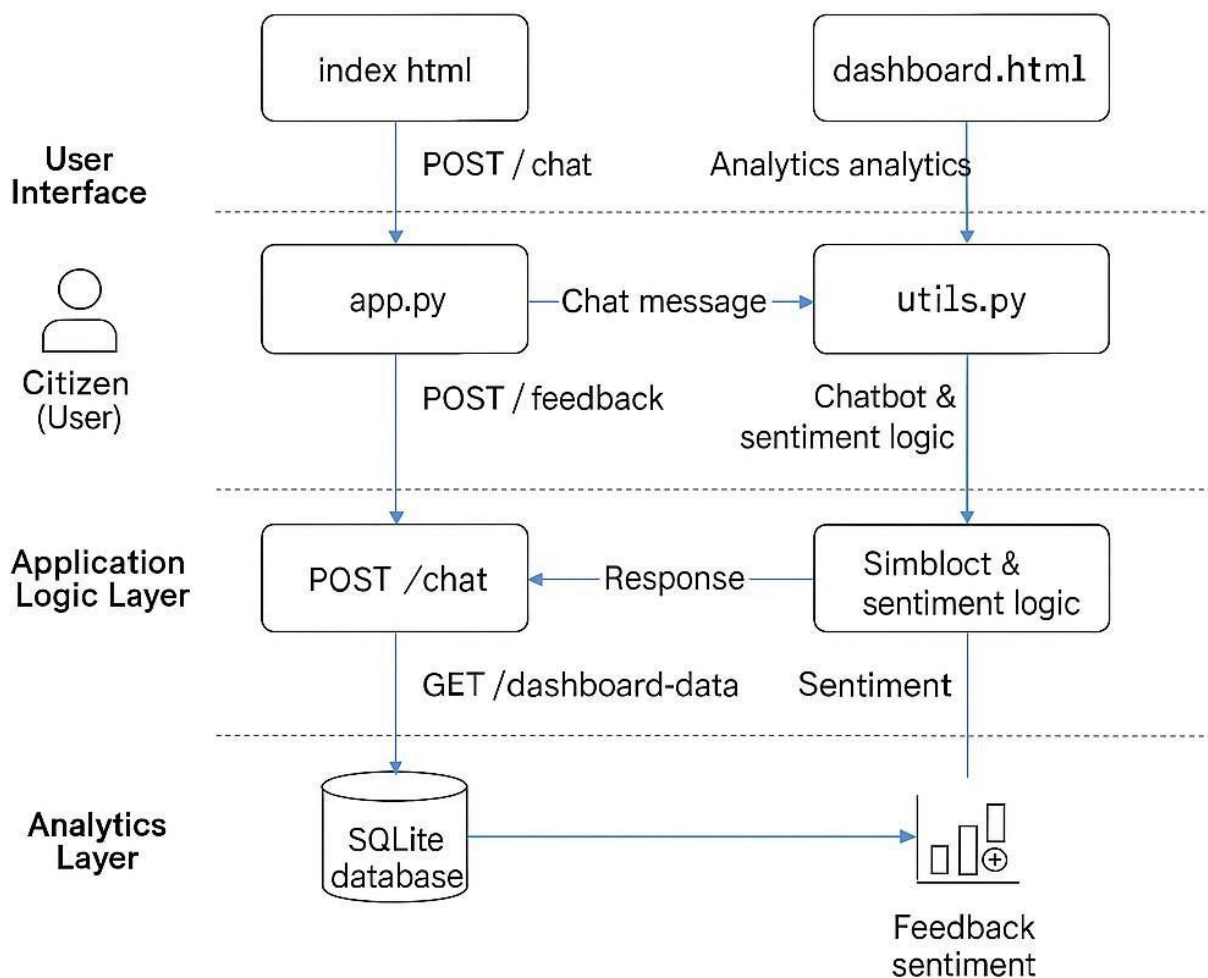 index html
dashboard.html
User
Interface
POST / chat
Analytics analytics
app.py
Chat message
utils.py
Citizen
(User)
POST / feedback
Chatbot &
sentiment logic
Application
Logic Layer
POST /chat
Response
Simbloct &
sentiment logic
GET /dashboard-data
Sentiment
Analytics
Layer
SQLite
database
Feedback
sentiment